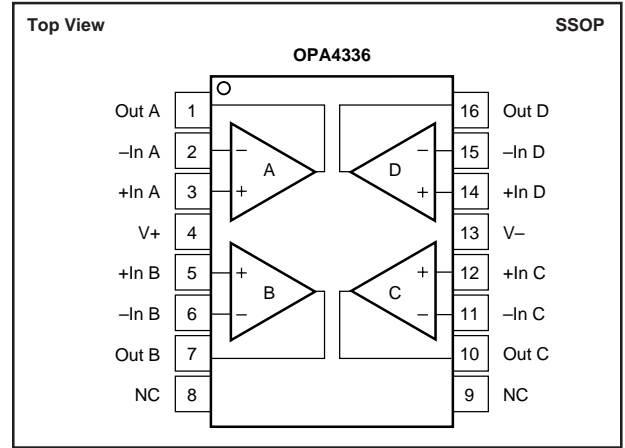 Top View SSOP
OPA4336
Out A 1 16 Out D
–In A 2 − − 15 –In D
A D
+In A 3 + + 14 +In D
V+ 4 13 V–
+In B 5 + + 12 +In C
B C
–In B 6 − − 11 –In C
Out B 7 10 Out C
NC 8 9 NC